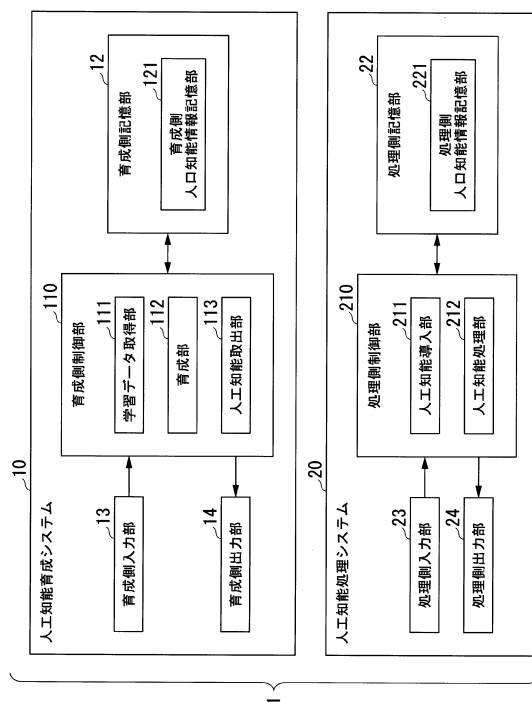 1
10
人工知能育成システム
13
育成側入力部
14
育成側出力部
110
育成側制御部
111
学習データ取得部
112
育成部
113
人工知能取出部
12
育成側記憶部
121
育成側
人口知能情報記憶部
20
人工知能処理システム
23
処理側入力部
24
処理側出力部
210
処理側制御部
211
人工知能導入部
212
人工知能処理部
22
処理側記憶部
221
処理側
人口知能情報記憶部